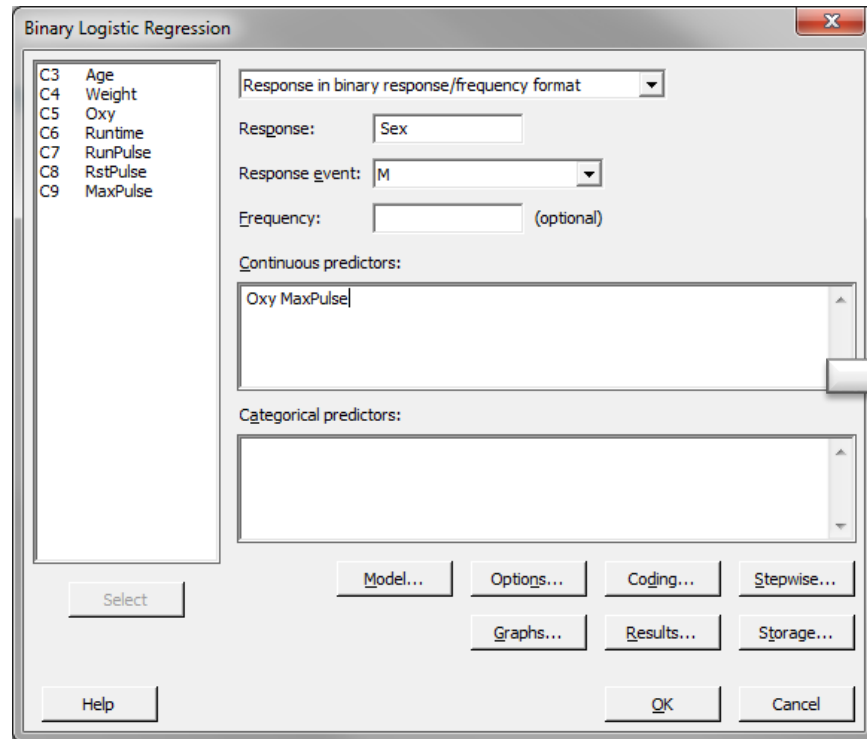 Binary Logistic Regression
x
C3 Age
C4 Weight
C5 Oxy
C6 Runtime
C7 RunPulse
C8 RstPulse
C9 MaxPulse
Response in binary response/frequency format
Response: Sex
Response event: M
Frequency: (optional)
Continuous predictors:
Oxy MaxPulse
Categorical predictors:
Model... Options... Coding... Stepwise...
Select
Graphs... Results... Storage...
Help OK Cancel